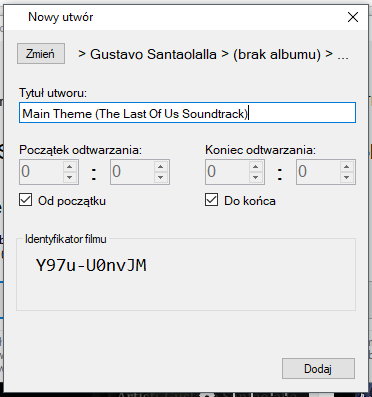 Nowy utwór
Zmień > Gustavo Santaolalla > (brak albumu) > ...
Tytuł utworu:
Main Theme (The Last Of Us Soundtrack)
Początek odtwarzania: Koniec odtwarzania:
0 : 0 0 : 0
Od początku Do końca
Identyfikator filmu
Y97u-U0nvJM
Dodaj